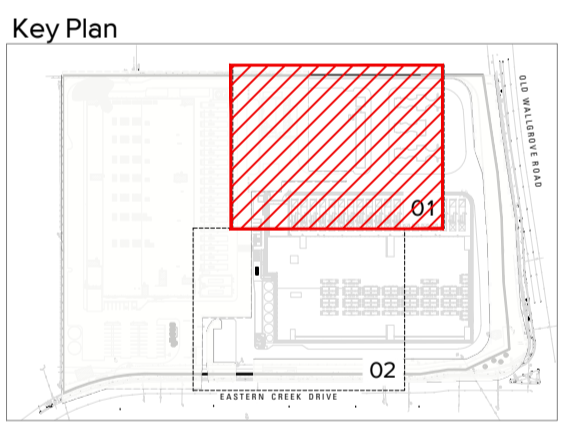 Key Plan
OLD WALLGROVE ROAD
01
02
EASTERN CREEK DRIVE